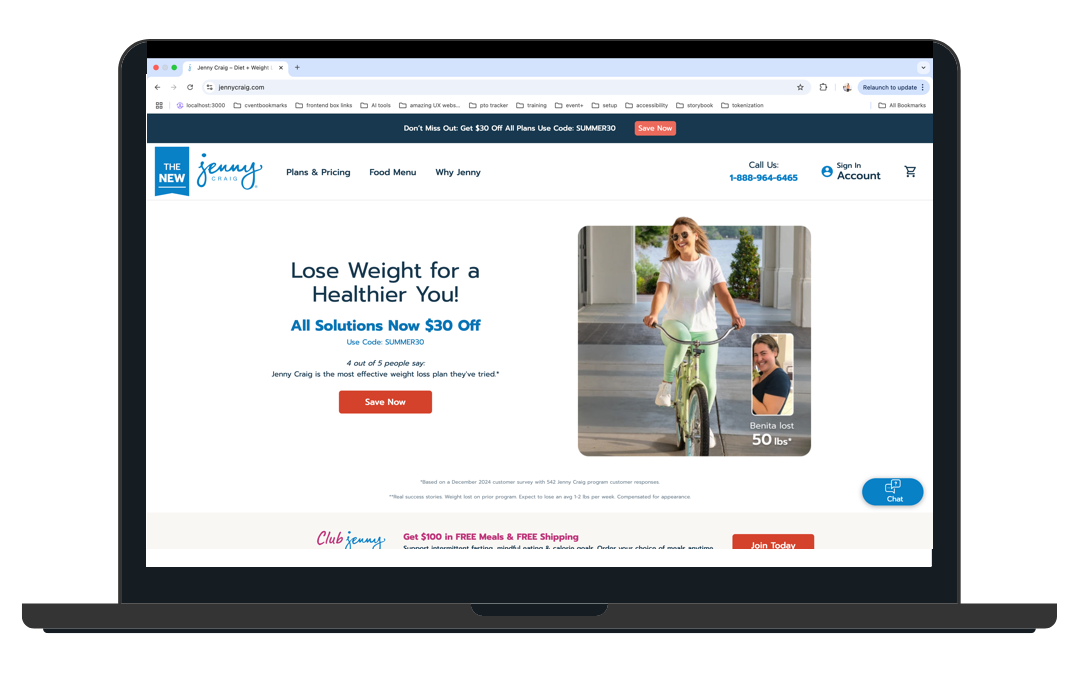 Jenny Craig – Diet + Weight L
jennycraig.com
Relaunch to update
localhost:3000 cventbookmarks frontend box links AI tools amazing UX webs... pto tracker training event+ setup accessibility storybook tokenization All Bookmarks
Don't Miss Out: Get $30 Off All Plans Use Code: SUMMER30 Save Now
THE
NEW
jenny
CRAIG
Plans & Pricing Food Menu Why Jenny
Call Us:
1-888-964-6465
Sign In
Account
Lose Weight for a
Healthier You!
All Solutions Now $30 Off
Use Code: SUMMER30
4 out of 5 people say:
Jenny Craig is the most effective weight loss plan they've tried.*
Save Now
Benita lost
50 lbs*
*Based on a December 2024 customer survey with 542 Jenny Craig program customer responses.
**Real success stories. Weight lost on prior program. Expect to lose an avg 1-2 lbs per week. Compensated for appearance.
Chat
Club jenny
Get $100 in FREE Meals & FREE Shipping
Support intermittent fasting, mindful eating & calorie goals. Order your choice of meals anytime
Join Today